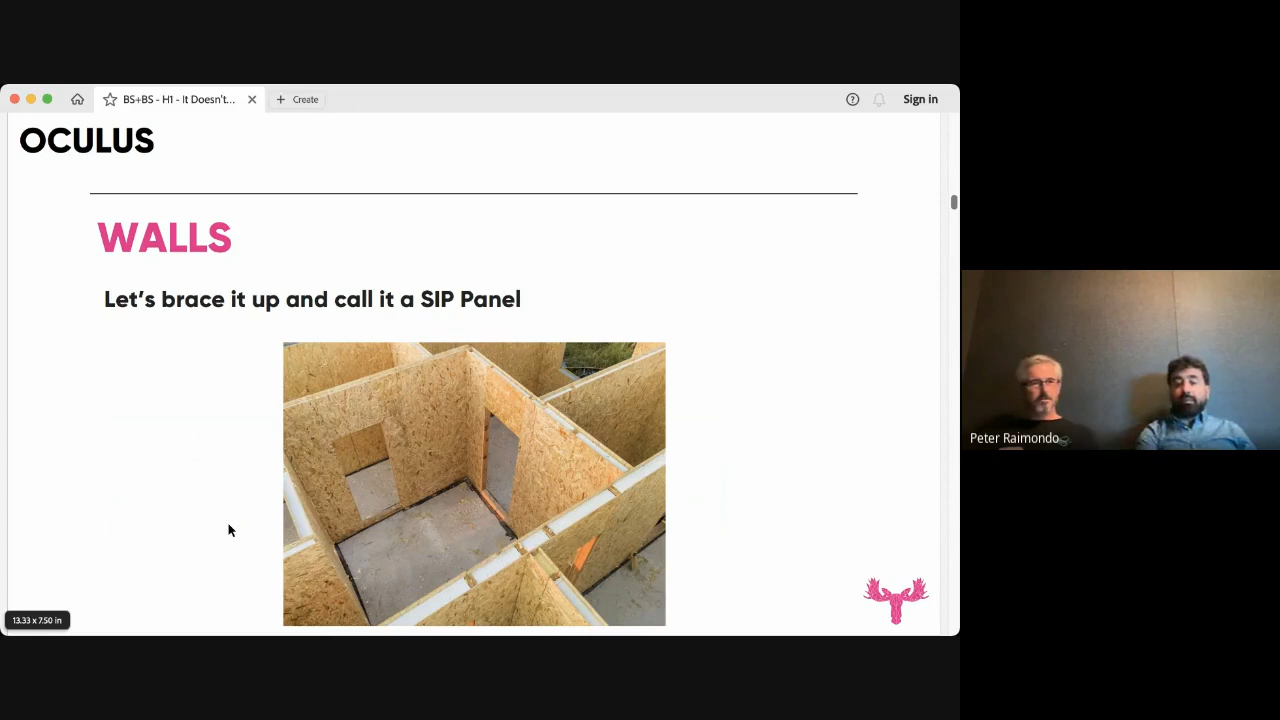 BS+BS - H1 - It Doesn't...
Create
Sign in
OCULUS
WALLS
Let's brace it up and call it a SIP Panel
13.33 x 7.50 in
Peter Raimondo